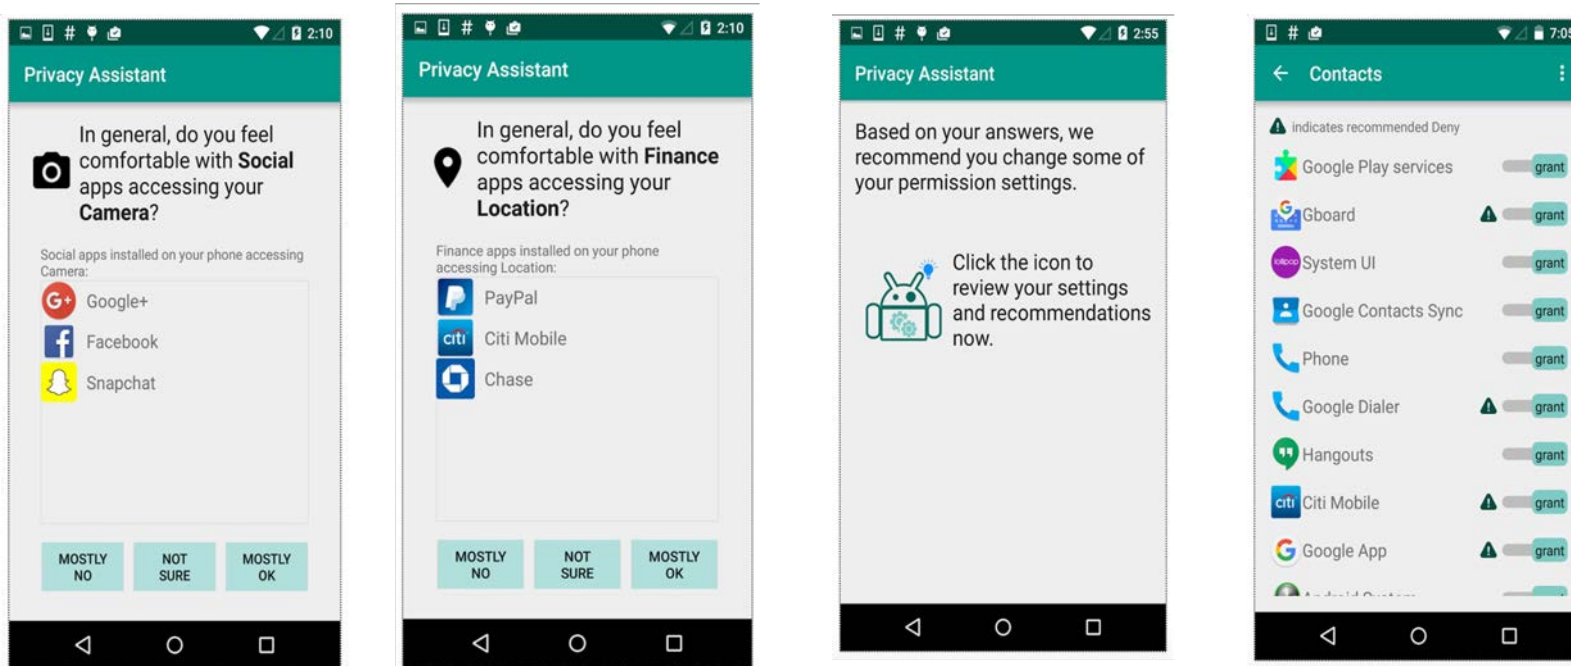 2:10
Privacy Assistant
In general, do you feel
comfortable with Social
apps accessing your
Camera?
Social apps installed on your phone accessing
Camera:
G+ Google+
f Facebook
Snapchat
MOSTLY
NO
NOT
SURE
MOSTLY
OK
2:10
Privacy Assistant
In general, do you feel
comfortable with Finance
apps accessing your
Location?
Finance apps installed on your phone
accessing Location:
PayPal
citi Citi Mobile
Chase
MOSTLY
NO
NOT
SURE
MOSTLY
OK
2:55
Privacy Assistant
Based on your answers, we
recommend you change some of
your permission settings.
Click the icon to
review your settings
and recommendations
now.
7:05
Contacts
indicates recommended Deny
Google Play services grant
Gboard grant
lollipop System UI grant
Google Contacts Sync grant
Phone grant
Google Dialer grant
Hangouts grant
citi Citi Mobile grant
Google App grant